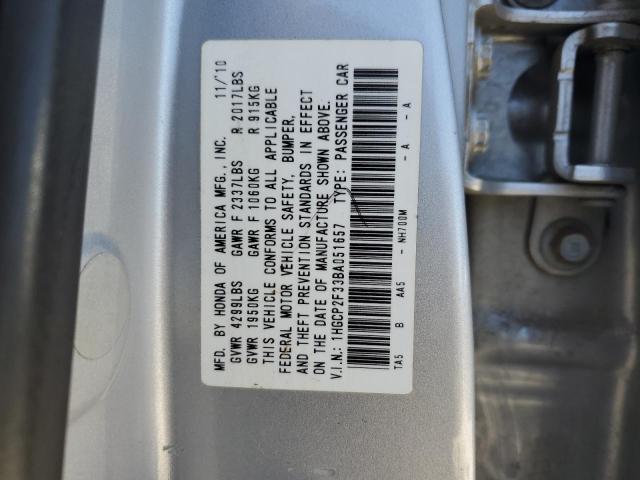 MFD. BY HONDA OF AMERICA MFG., INC. 11/10
GVWR 4299LBS GAWR F 2337LBS R 2017LBS
GVWR 1950KG GAWR F 1060KG R 915KG
THIS VEHICLE CONFORMS TO ALL APPLICABLE
FEDERAL MOTOR VEHICLE SAFETY, BUMPER,
AND THEFT PREVENTION STANDARDS IN EFFECT
ON THE DATE OF MANUFACTURE SHOWN ABOVE.
V.I.N.: 1HGCP2F33BA051657 TYPE: PASSENGER CAR
TA5 B AA5 - NH700M - A - A